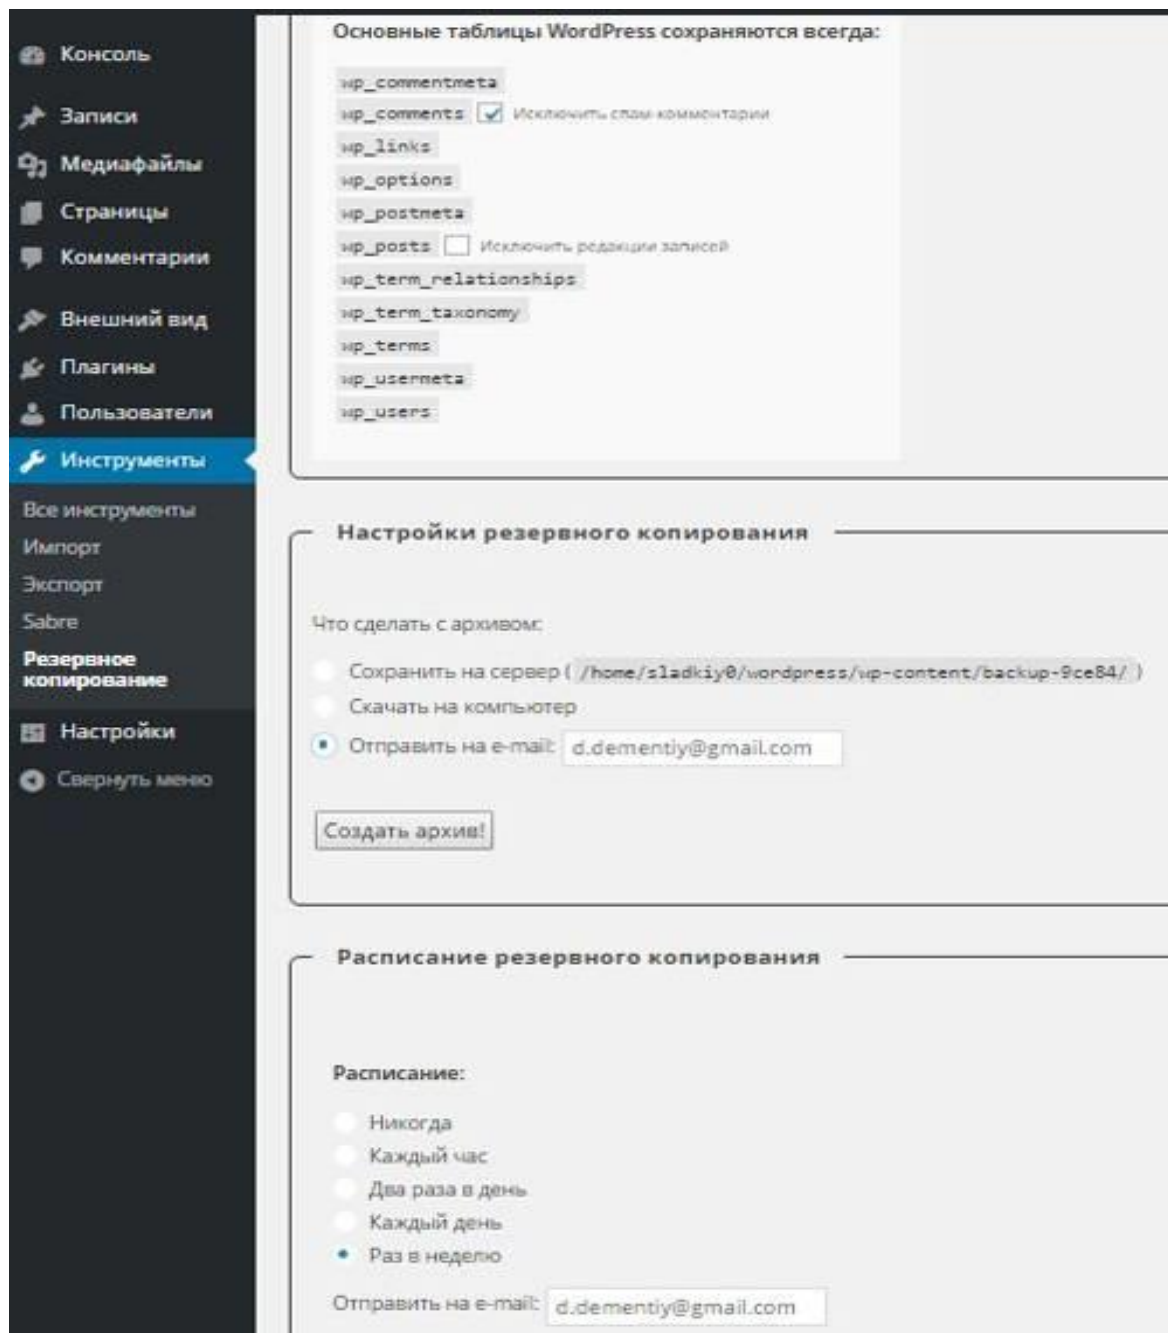 Консоль
Записи
Медиафайлы
Страницы
Комментарии
Внешний вид
Плагины
Пользователи
Инструменты
Все инструменты
Импорт
Экспорт
Sabre
Резервное
копирование
Настройки
Свернуть меню
Основные таблицы WordPress сохраняются всегда:
wp_commentmeta
wp_comments Исключить спам-комментарии
wp_links
wp_options
wp_postmeta
wp_posts Исключить редакции записей
wp_term_relationships
wp_term_taxonomy
wp_terms
wp_usermeta
wp_users
Настройки резервного копирования
Что сделать с архивом:
Сохранить на сервер ( /home/sladkiy0/wordpress/wp-content/backup-9ce84/ )
Скачать на компьютер
Отправить на e-mail: d.dementiy@gmail.com
Создать архив!
Расписание резервного копирования
Расписание:
Никогда
Каждый час
Два раза в день
Каждый день
Раз в неделю
Отправить на e-mail: d.dementiy@gmail.com